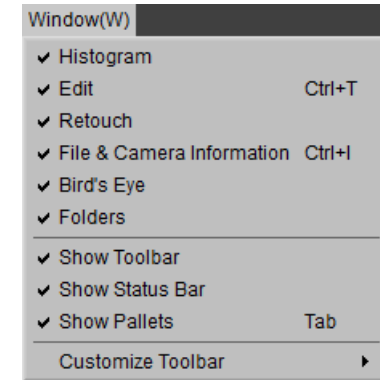 Window(W)
Histogram
Edit Ctrl+T
Retouch
File & Camera Information Ctrl+I
Bird's Eye
Folders
Show Toolbar
Show Status Bar
Show Pallets Tab
Customize Toolbar